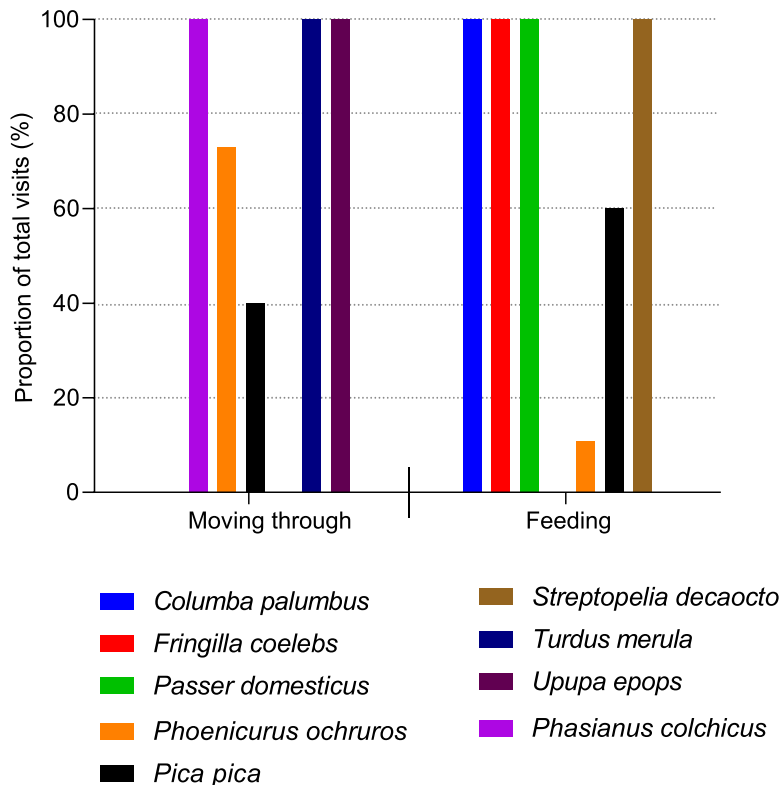 Proportion of total visits (%)
100
80
60
40
20
0
Moving through
Feeding
Columba palumbus
Fringilla coelebs
Passer domesticus
Phoenicurus ochruros
Pica pica
Streptopelia decaocto
Turdus merula
Upupa epops
Phasianus colchicus